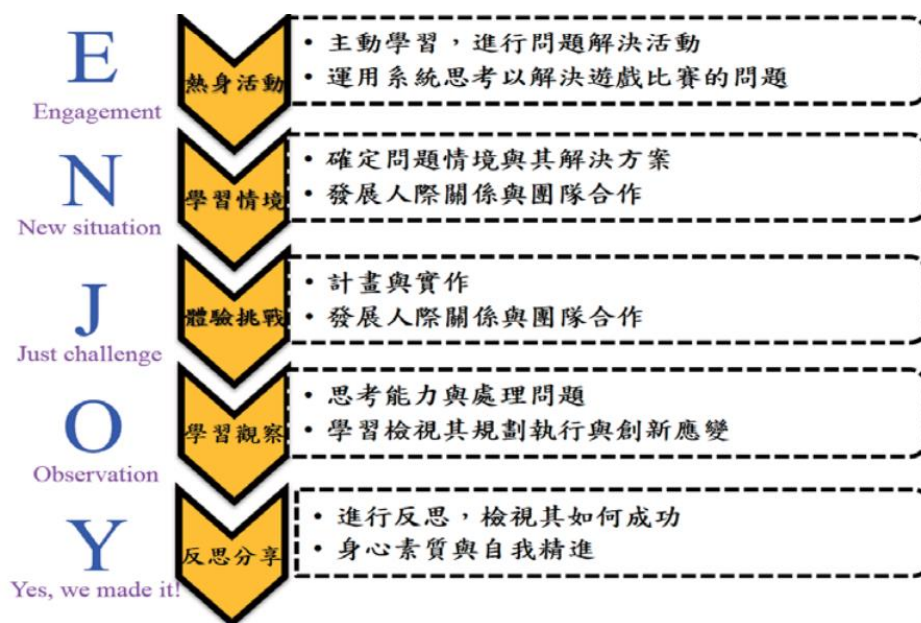 E
Engagement
熱身活動
• 主動學習，進行問題解決活動
• 運用系統思考以解決遊戲比賽的問題
N
New situation
學習情境
• 確定問題情境與其解決方案
• 發展人際關係與團隊合作
J
Just challenge
體驗挑戰
• 計畫與實作
• 發展人際關係與團隊合作
O
Observation
學習觀察
• 思考能力與處理問題
• 學習檢視其規劃執行與創新應變
Y
Yes, we made it!
反思分享
• 進行反思，檢視其如何成功
• 身心素質與自我精進